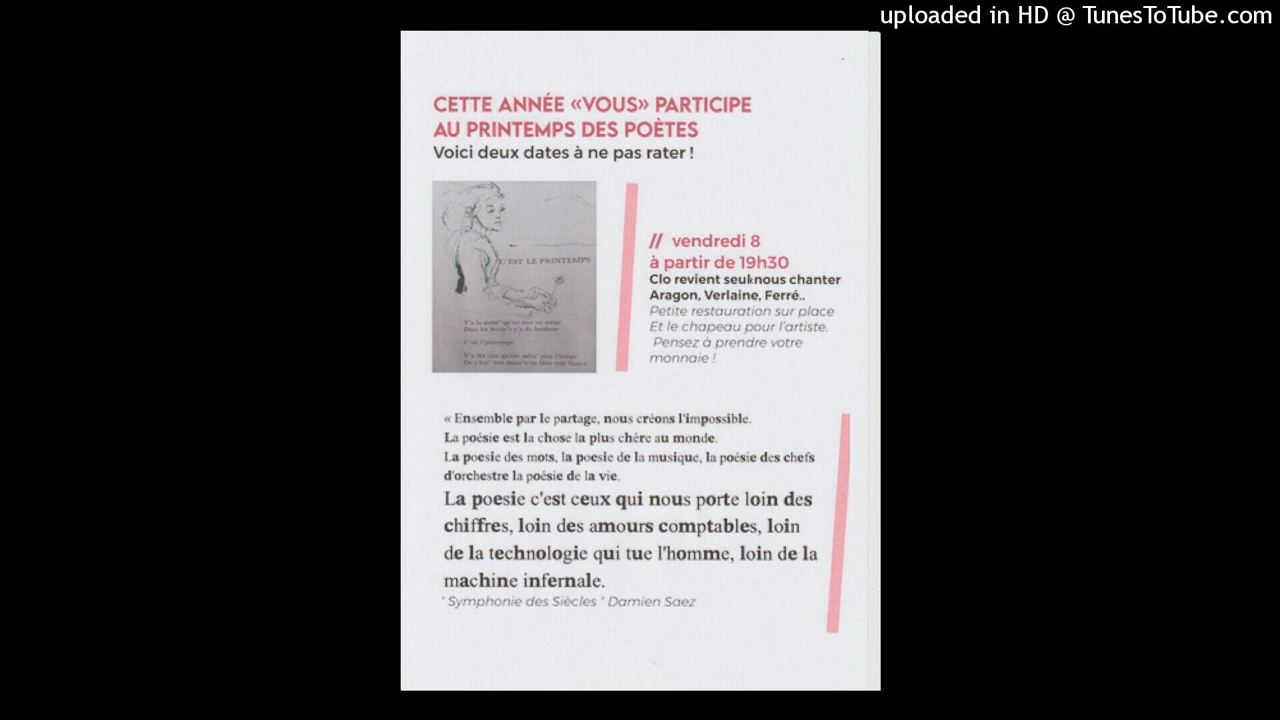 uploaded in HD @ TunesToTube.com
CETTE ANNÉE «VOUS» PARTICIPE
AU PRINTEMPS DES POÈTES
Voici deux dates à ne pas rater !
C'EST LE PRINTEMPS
C'est l'printemps
// vendredi 8
à partir de 19h30
Clo revient seul nous chanter
Aragon, Verlaine, Ferré..
Petite restauration sur place
Et le chapeau pour l'artiste.
Pensez à prendre votre
monnaie !
« Ensemble par le partage, nous créons l'impossible.
La poésie est la chose la plus chère au monde.
La poesie des mots, la poesie de la musique, la poésie des chefs
d'orchestre la poésie de la vie.
La poesie c'est ceux qui nous porte loin des
chiffres, loin des amours comptables, loin
de la technologie qui tue l'homme, loin de la
machine infernale.
" Symphonie des Siècles " Damien Saez